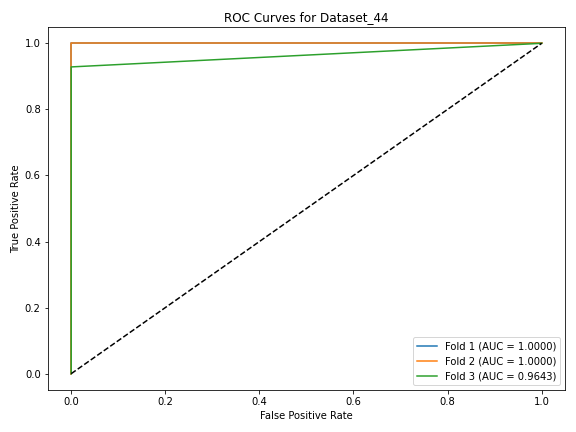 ROC Curves for Dataset_44
True Positive Rate
1.0
0.8
0.6
0.4
0.2
0.0
Fold 1 (AUC = 1.0000)
Fold 2 (AUC = 1.0000)
Fold 3 (AUC = 0.9643)
0.0 0.2 0.4 0.6 0.8 1.0
False Positive Rate